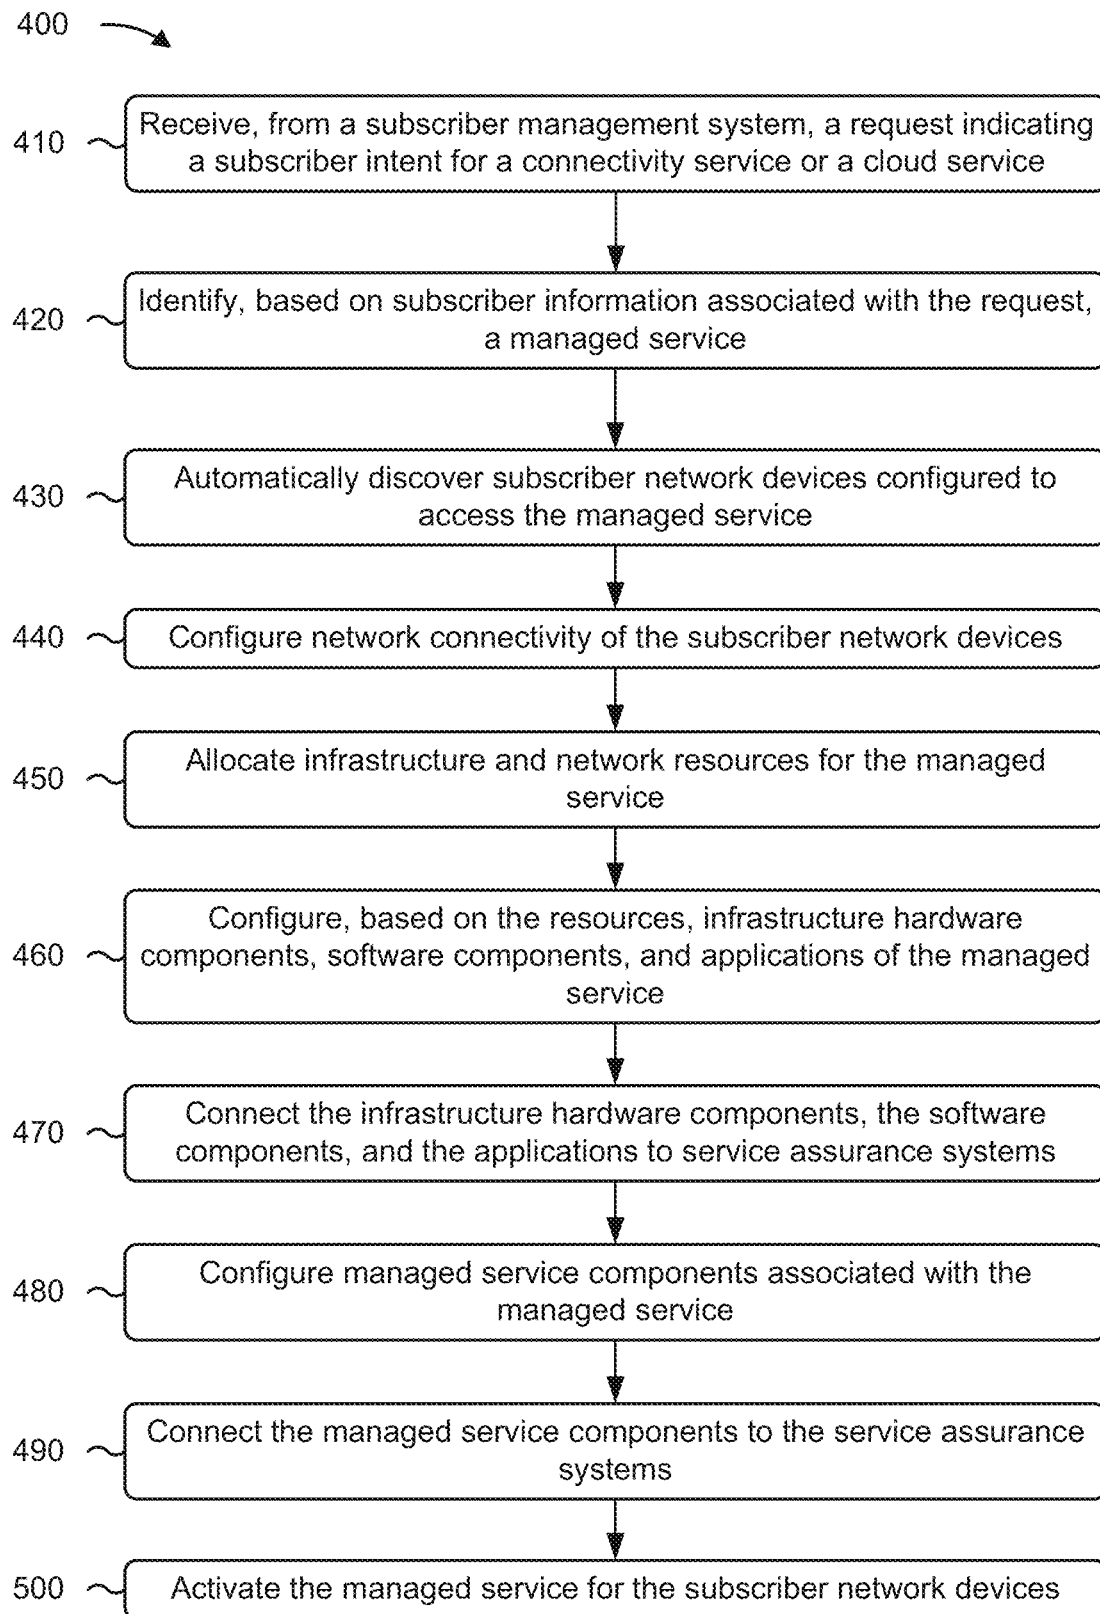 400
410
Receive, from a subscriber management system, a request indicating
a subscriber intent for a connectivity service or a cloud service
420
Identify, based on subscriber information associated with the request,
a managed service
430
Automatically discover subscriber network devices configured to
access the managed service
440
Configure network connectivity of the subscriber network devices
450
Allocate infrastructure and network resources for the managed
service
460
Configure, based on the resources, infrastructure hardware
components, software components, and applications of the managed
service
470
Connect the infrastructure hardware components, the software
components, and the applications to service assurance systems
480
Configure managed service components associated with the
managed service
490
Connect the managed service components to the service assurance
systems
500
Activate the managed service for the subscriber network devices